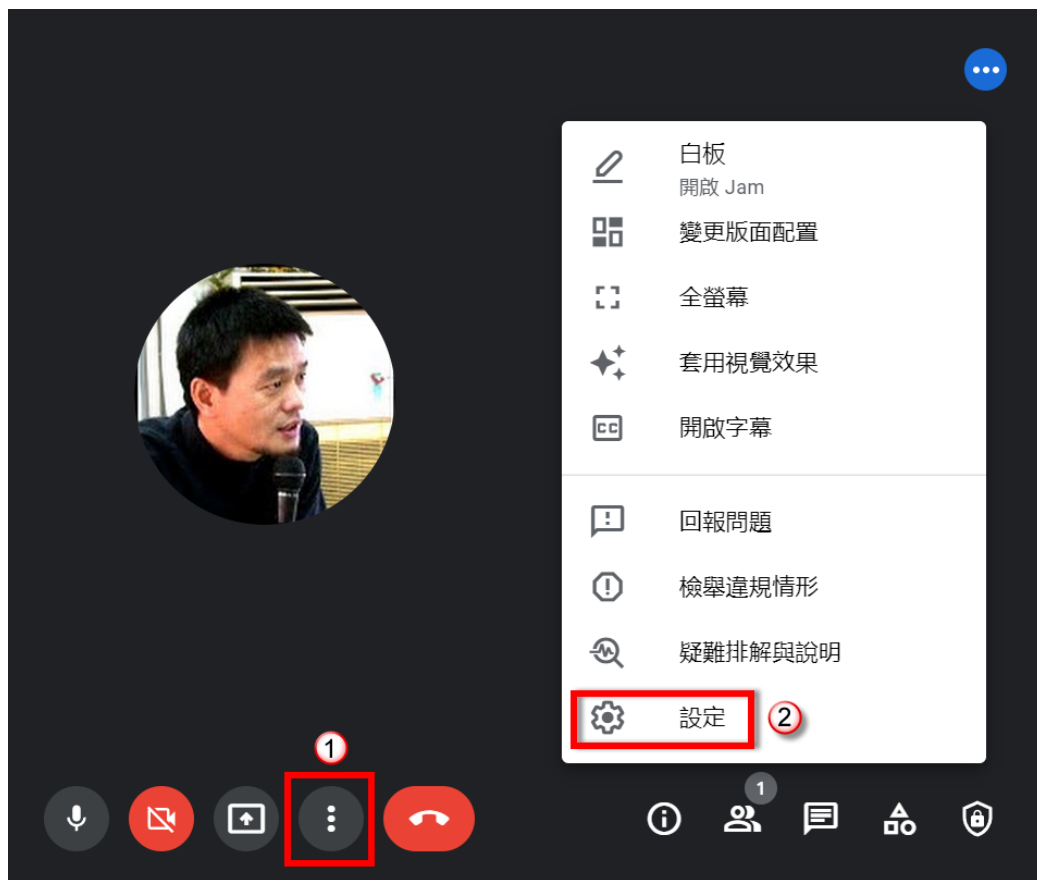 白板
開啟 Jam
變更版面配置
全螢幕
套用視覺效果
CC 開啟字幕
回報問題
檢舉違規情形
疑難排解與說明
設定 2
1
1